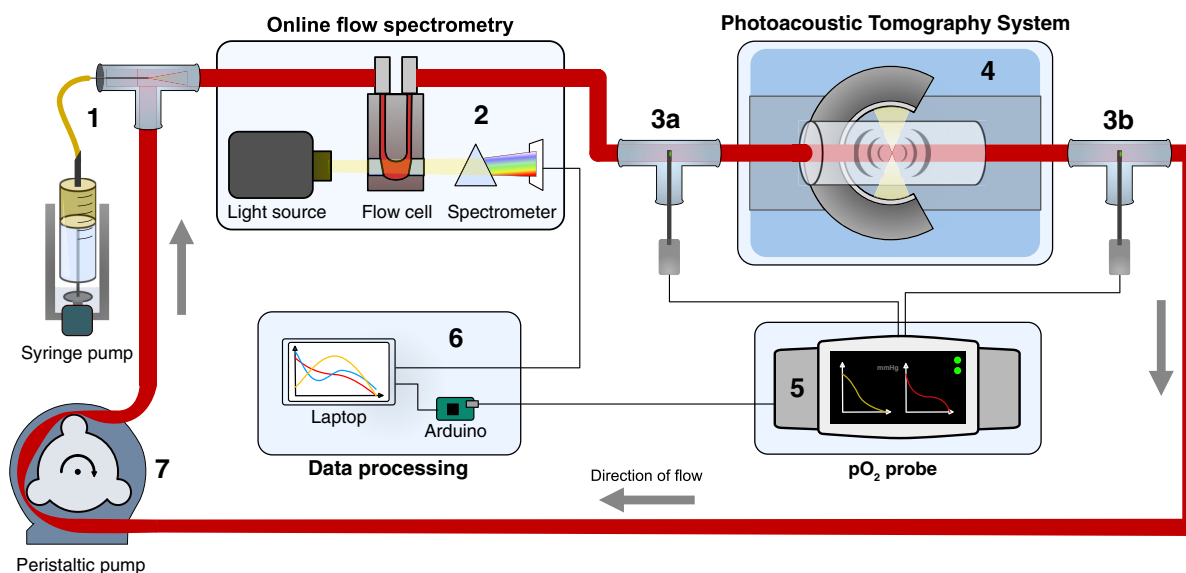 Online flow spectrometry
Photoacoustic Tomography System
1
2
3a
4
3b
Light source
Flow cell
Spectrometer
Syringe pump
6
Laptop
Arduino
Data processing
5
mmHg
pO₂ probe
7
Direction of flow
Peristaltic pump